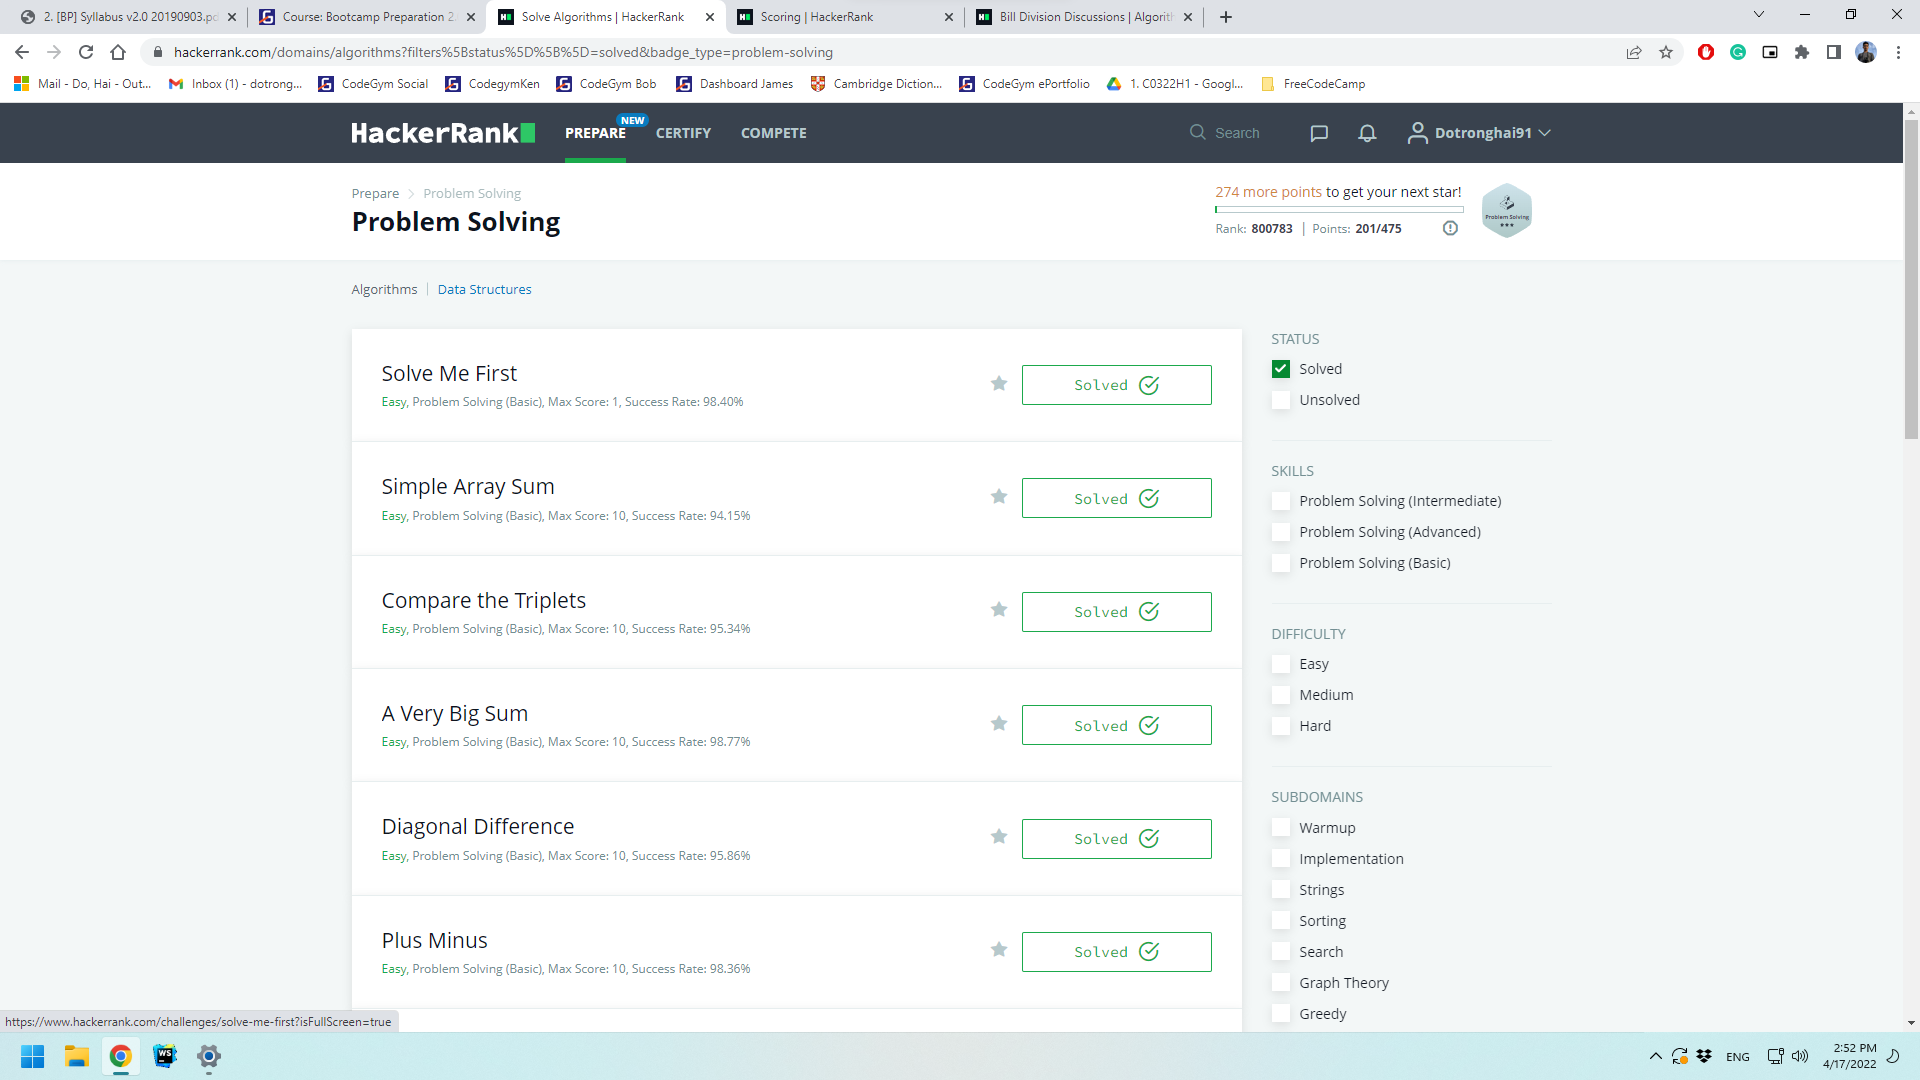 2. [BP] Syllabus v2.0 20190903.pd
Course: Bootcamp Preparation 2.
Solve Algorithms | HackerRank
Scoring | HackerRank
Bill Division Discussions | Algorit
hackerrank.com/domains/algorithms?filters%5Bstatus%5D%5B%5D=solved&badge_type=problem-solving
Mail - Do, Hai - Out...
Inbox (1) - dotrong...
CodeGym Social
CodegymKen
CodeGym Bob
Dashboard James
Cambridge Diction...
CodeGym ePortfolio
1. C0322H1 - Googl...
FreeCodeCamp
HackerRank
PREPARE
NEW
CERTIFY
COMPETE
Search
Dotronghai91
Prepare
Problem Solving
Problem Solving
274 more points to get your next star!
Rank: 800783 | Points: 201/475
Problem Solving
Algorithms
Data Structures
Solve Me First
Easy, Problem Solving (Basic), Max Score: 1, Success Rate: 98.40%
Solved
Simple Array Sum
Easy, Problem Solving (Basic), Max Score: 10, Success Rate: 94.15%
Solved
Compare the Triplets
Easy, Problem Solving (Basic), Max Score: 10, Success Rate: 95.34%
Solved
A Very Big Sum
Easy, Problem Solving (Basic), Max Score: 10, Success Rate: 98.77%
Solved
Diagonal Difference
Easy, Problem Solving (Basic), Max Score: 10, Success Rate: 95.86%
Solved
Plus Minus
Easy, Problem Solving (Basic), Max Score: 10, Success Rate: 98.36%
Solved
STATUS
Solved
Unsolved
SKILLS
Problem Solving (Intermediate)
Problem Solving (Advanced)
Problem Solving (Basic)
DIFFICULTY
Easy
Medium
Hard
SUBDOMAINS
Warmup
Implementation
Strings
Sorting
Search
Graph Theory
Greedy
https://www.hackerrank.com/challenges/solve-me-first?isFullScreen=true
WS
ENG
2:52 PM
4/17/2022